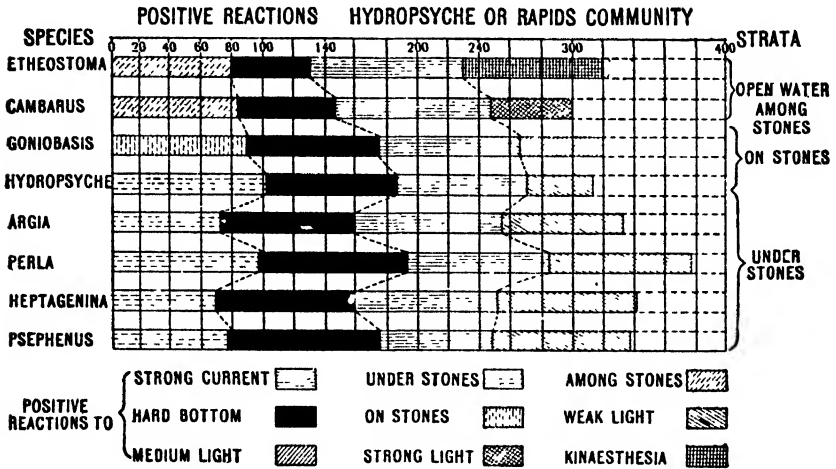 POSITIVE REACTIONS HYDROPSYCHE OR RAPIDS COMMUNITY
SPECIES STRATA
0 20 40 60 80 100 140 200 240 300 400
ETHEOSTOMA
CAMBARUS
GONIOBASIS
HYDROPSYCHE
ARGIA
PERLA
HEPTAGENINA
PSEPHENUS
OPEN WATER
AMONG
STONES
ON STONES
UNDER
STONES
POSITIVE
REACTIONS TO
STRONG CURRENT UNDER STONES AMONG STONES
HARD BOTTOM ON STONES WEAK LIGHT
MEDIUM LIGHT STRONG LIGHT KINAESTHESIA